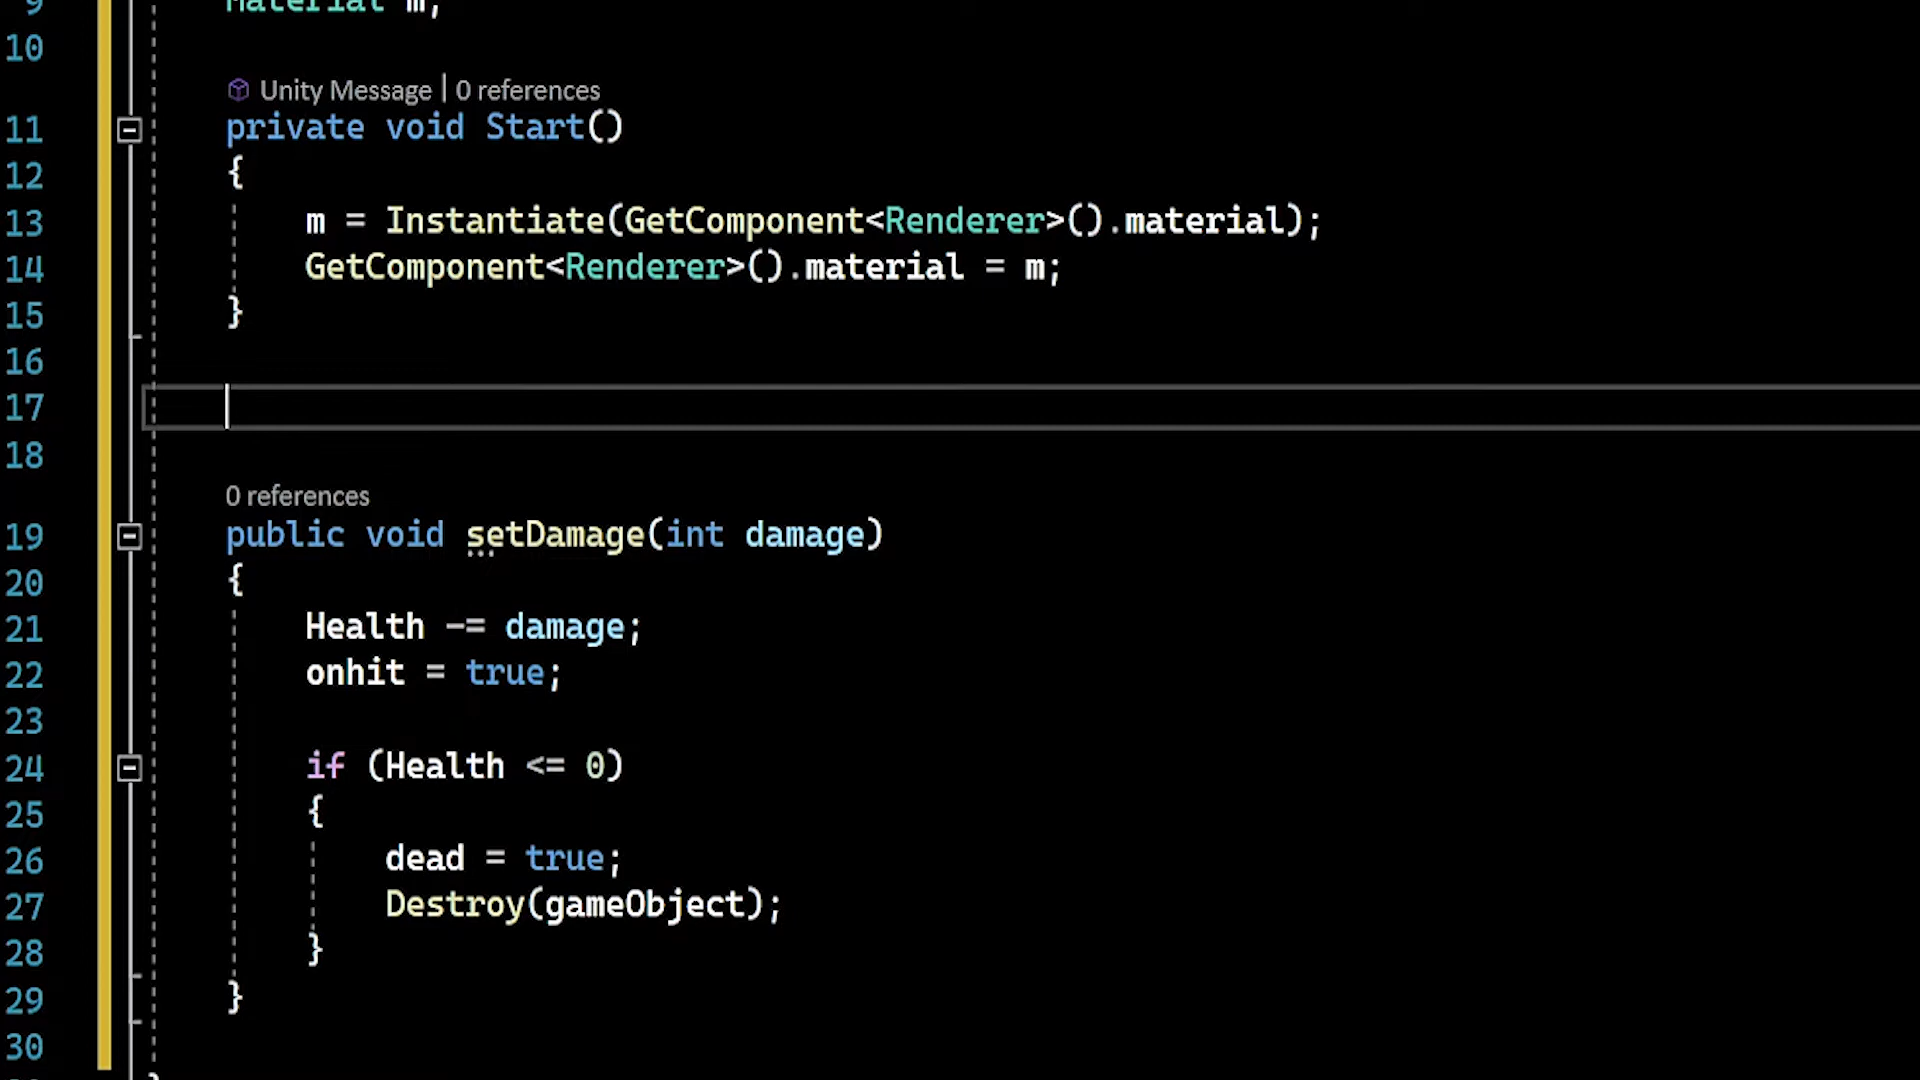 9 Material m;
10
Unity Message | 0 references
11 private void Start()
12 {
13 m = Instantiate(GetComponent<Renderer>().material);
14 GetComponent<Renderer>().material = m;
15 }
16
17
18
0 references
19 public void setDamage(int damage)
20 {
21 Health -= damage;
22 onhit = true;
23
24 if (Health <= 0)
25 {
26 dead = true;
27 Destroy(gameObject);
28 }
29 }
30